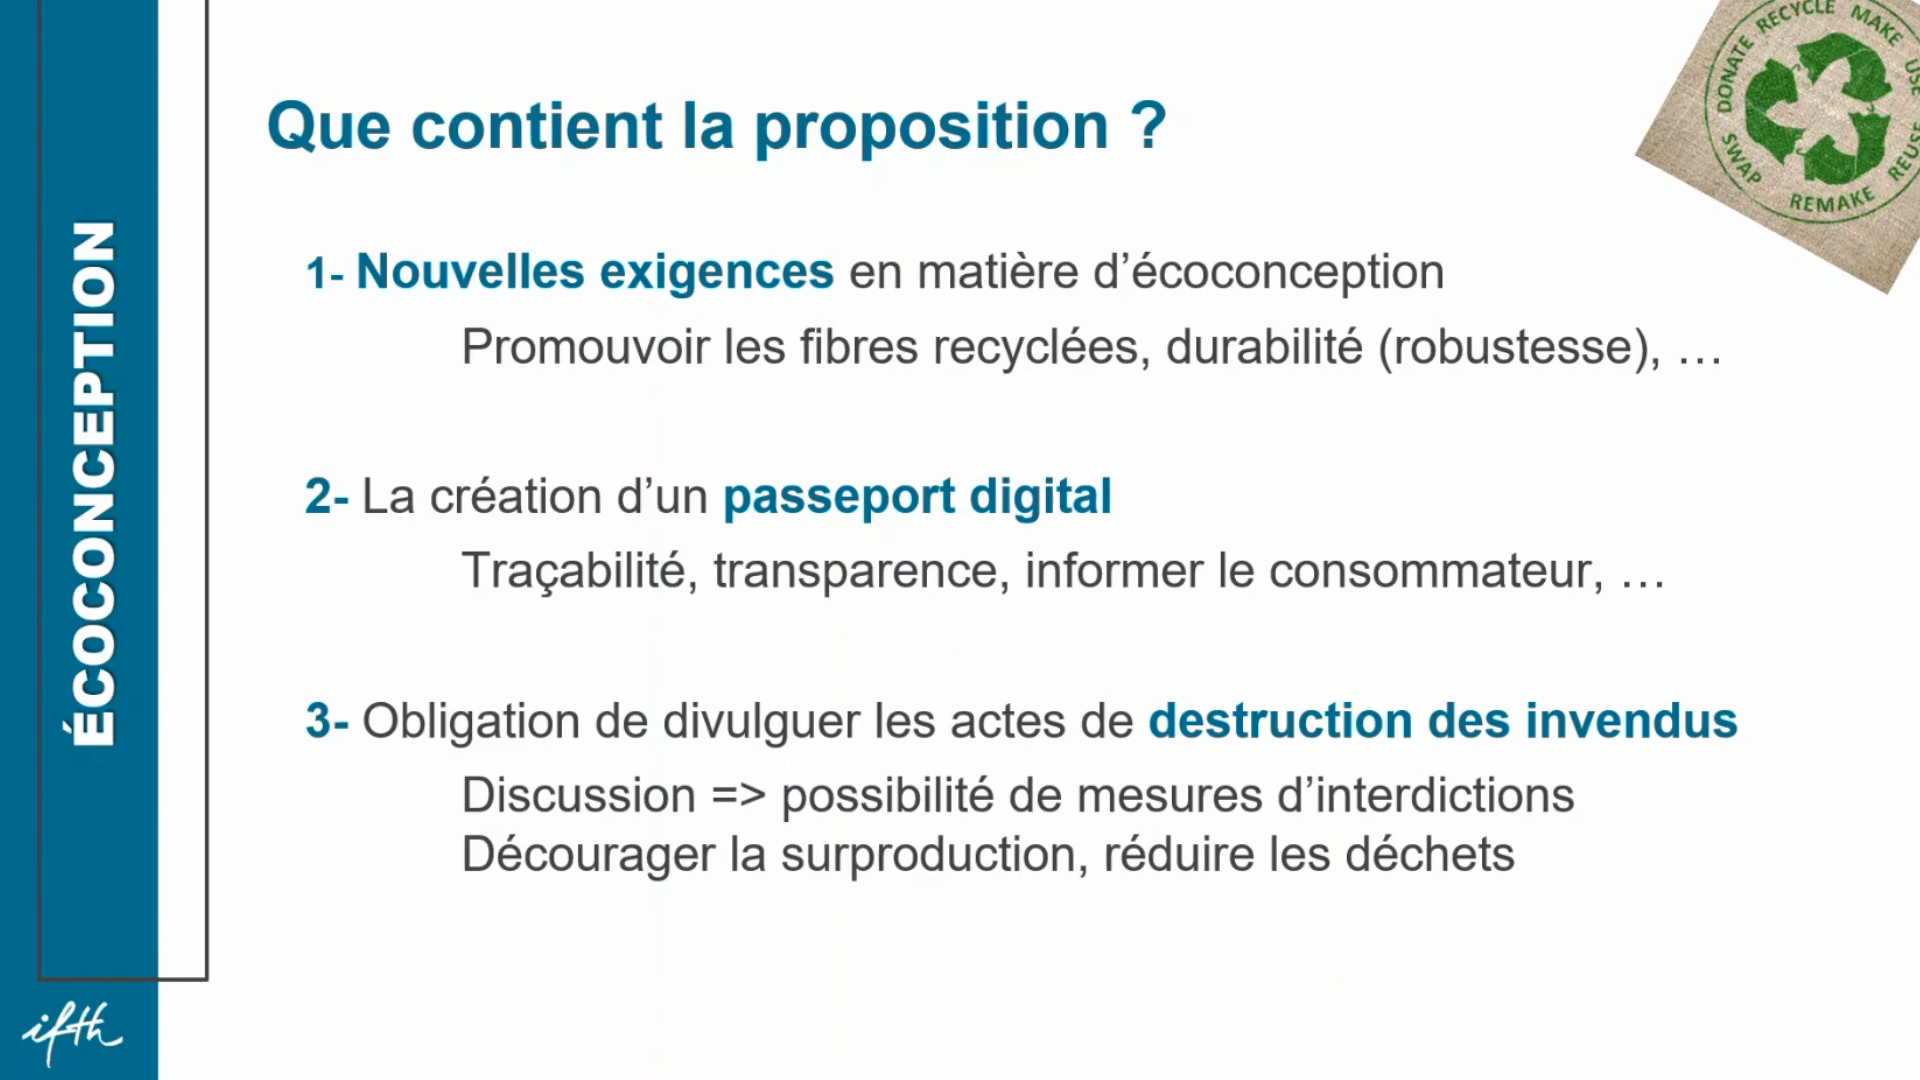 Que contient la proposition ?
1- Nouvelles exigences en matière d’écoconception
Promouvoir les fibres recyclées, durabilité (robustesse), …
2- La création d’un passeport digital
Traçabilité, transparence, informer le consommateur, …
3- Obligation de divulguer les actes de destruction des invendus
Discussion => possibilité de mesures d’interdictions
Décourager la surproduction, réduire les déchets
ÉCOCONCEPTION
ifth
DONATE RECYCLE MAKE USE REUSE REMAKE SWAP